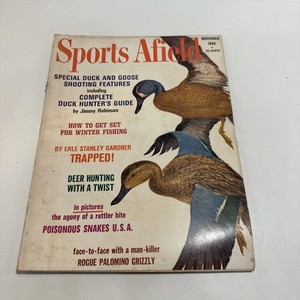 Sports Afield
NOVEMBER
SPECIAL DUCK AND GOOSE
SHOOTING FEATURES
including
COMPLETE
DUCK HUNTER'S GUIDE
by Jimmy Robinson
HOW TO GET SET
FOR WINTER FISHING
BY ERLE STANLEY GARDNER
TRAPPED!
DEER HUNTING
WITH A TWIST
in pictures
the agony of a rattler bite
POISONOUS SNAKES U.S.A.
face-to-face with a man-killer
ROGUE PALOMINO GRIZZLY